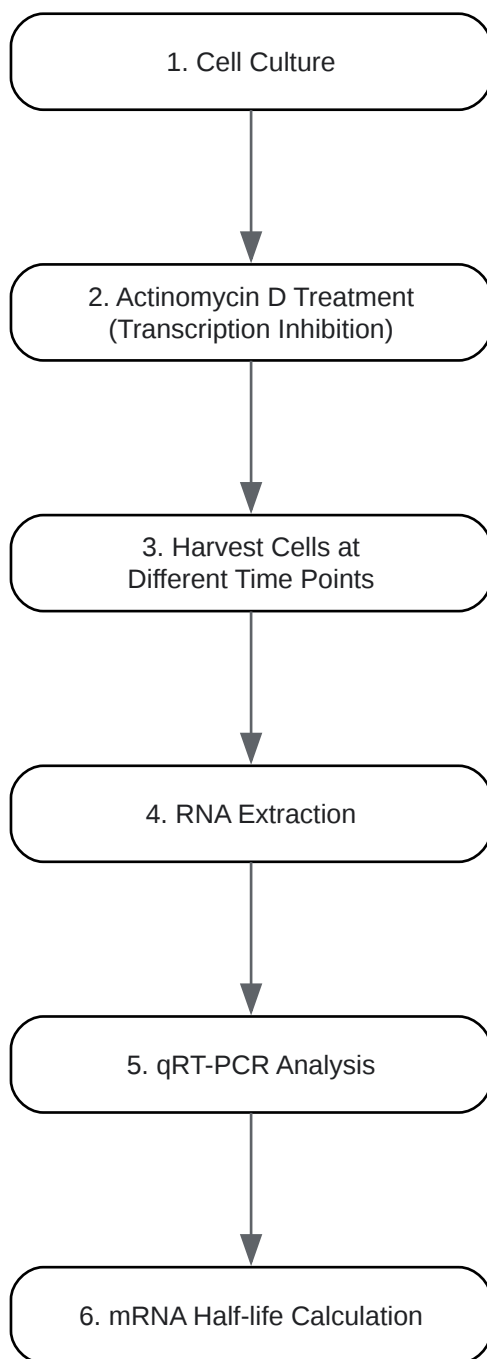 1. Cell Culture
2. Actinomycin D Treatment
(Transcription Inhibition)
3. Harvest Cells at
Different Time Points
4. RNA Extraction
5. qRT-PCR Analysis
6. mRNA Half-life Calculation